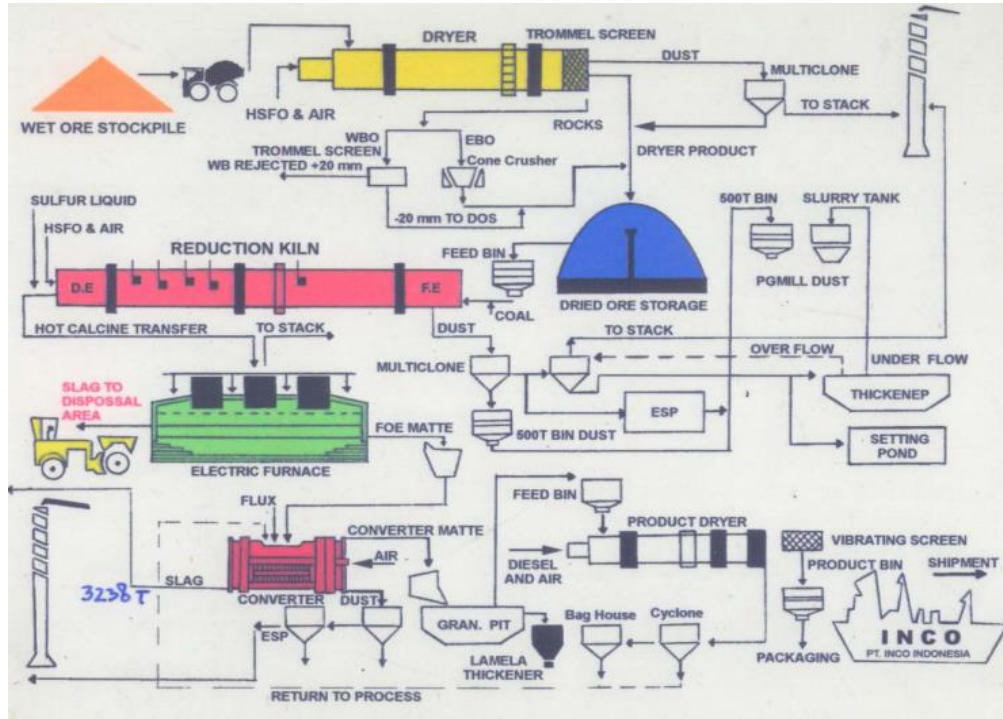 DRYER
TROMMEL SCREEN
DUST
MULTICLONE
TO STACK
WET ORE STOCKPILE
HSFO & AIR
ROCKS
WBO
EBO
TROMMEL SCREEN
WB REJECTED +20 mm
Cone Crusher
DRYER PRODUCT
-20 mm TO DOS
SULFUR LIQUID
HSFO & AIR
REDUCTION KILN
FEED BIN
500T BIN
SLURRY TANK
PGMILL DUST
D.E
F.E
COAL
DRIED ORE STORAGE
HOT CALCINE TRANSFER
TO STACK
DUST
TO STACK
MULTICLONE
OVER FLOW
UNDER FLOW
THICKENEP
SLAG TO
DISPOSSAL
AREA
FOE MATTE
500T BIN DUST
ESP
SETTING
POND
ELECTRIC FURNACE
FLUX
CONVERTER MATTE
AIR
FEED BIN
PRODUCT DRYER
VIBRATING SCREEN
DIESEL
AND AIR
PRODUCT BIN
SHIPMENT
SLAG
3238 T
CONVERTER
DUST
ESP
GRAN. PIT
LAMELA
THICKENER
Bag House
Cyclone
PACKAGING
INCO
PT. INCO INDONESIA
RETURN TO PROCESS